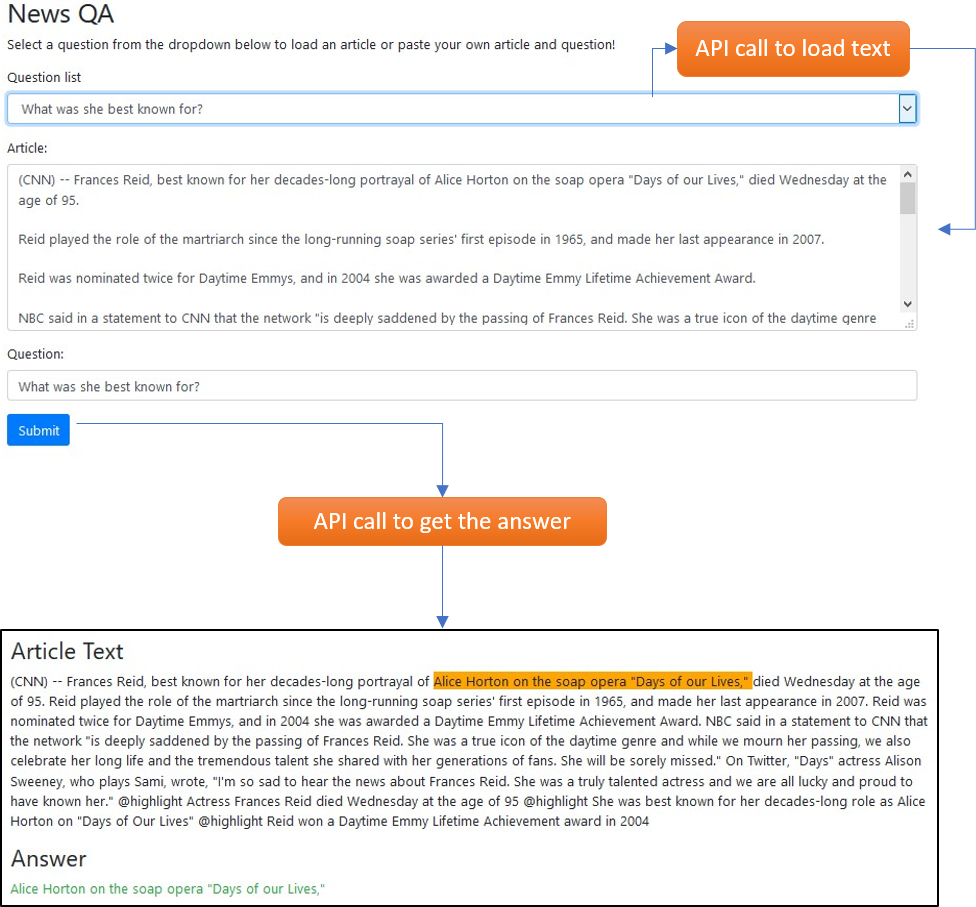 News QA
Select a question from the dropdown below to load an article or paste your own article and question!
API call to load text
Question list
What was she best known for?
Article:
(CNN) -- Frances Reid, best known for her decades-long portrayal of Alice Horton on the soap opera "Days of our Lives," died Wednesday at the
age of 95.
Reid played the role of the martriarch since the long-running soap series' first episode in 1965, and made her last appearance in 2007.
Reid was nominated twice for Daytime Emmys, and in 2004 she was awarded a Daytime Emmy Lifetime Achievement Award.
NBC said in a statement to CNN that the network "is deeply saddened by the passing of Frances Reid. She was a true icon of the daytime genre
Question:
What was she best known for?
Submit
API call to get the answer
Article Text
(CNN) -- Frances Reid, best known for her decades-long portrayal of Alice Horton on the soap opera "Days of our Lives," died Wednesday at the age
of 95. Reid played the role of the martriarch since the long-running soap series' first episode in 1965, and made her last appearance in 2007. Reid was
nominated twice for Daytime Emmys, and in 2004 she was awarded a Daytime Emmy Lifetime Achievement Award. NBC said in a statement to CNN that
the network "is deeply saddened by the passing of Frances Reid. She was a true icon of the daytime genre and while we mourn her passing, we also
celebrate her long life and the tremendous talent she shared with her generations of fans. She will be sorely missed." On Twitter, "Days" actress Alison
Sweeney, who plays Sami, wrote, "I'm so sad to hear the news about Frances Reid. She was a truly talented actress and we are all lucky and proud to
have known her." @highlight Actress Frances Reid died Wednesday at the age of 95 @highlight She was best known for her decades-long role as Alice
Horton on "Days of Our Lives" @highlight Reid won a Daytime Emmy Lifetime Achievement award in 2004
Answer
Alice Horton on the soap opera "Days of our Lives,"